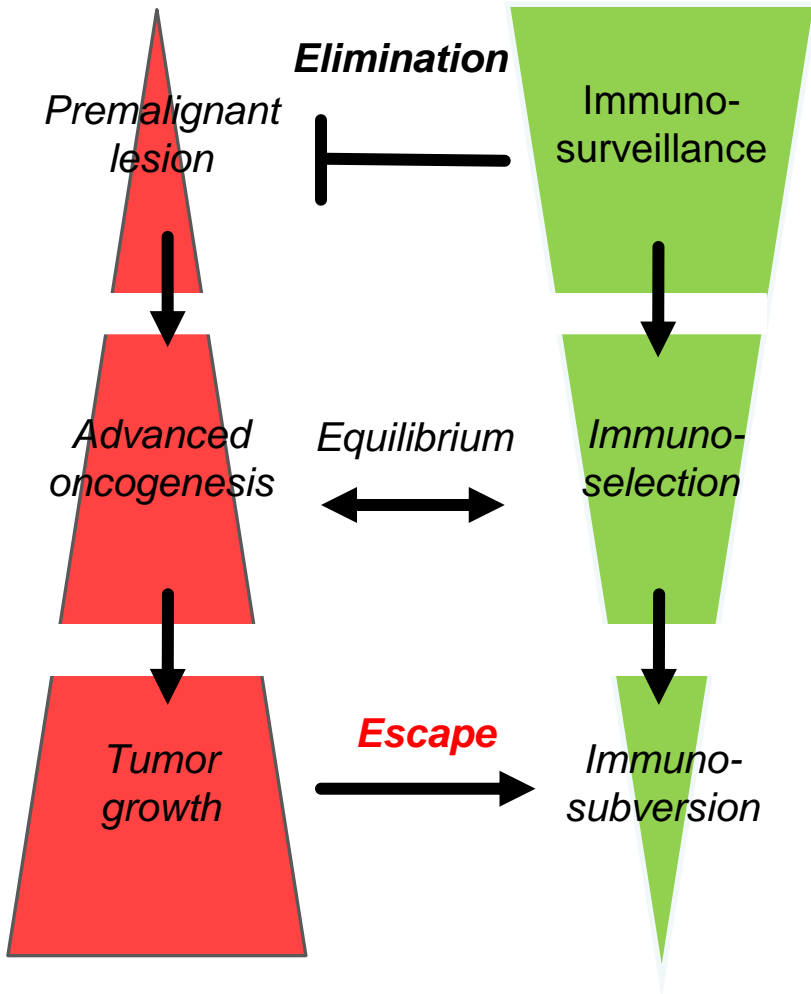 Elimination
Premalignant
lesion
Immuno-
surveillance
Advanced
oncogenesis
Equilibrium
Immuno-
selection
Tumor
growth
Escape
Immuno-
subversion